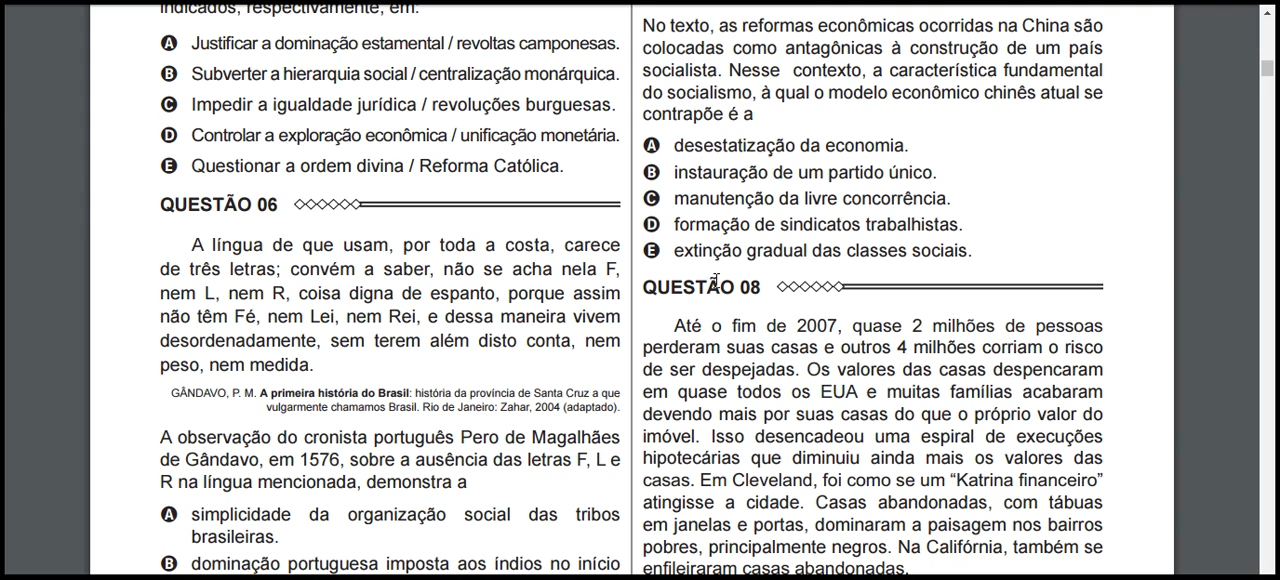 indicados, respectivamente, em:
A Justificar a dominação estamental / revoltas camponesas.
B Subverter a hierarquia social / centralização monárquica.
C Impedir a igualdade jurídica / revoluções burguesas.
D Controlar a exploração econômica / unificação monetária.
E Questionar a ordem divina / Reforma Católica.
QUESTÃO 06
A língua de que usam, por toda a costa, carece
de três letras; convém a saber, não se acha nela F,
nem L, nem R, coisa digna de espanto, porque assim
não têm Fé, nem Lei, nem Rei, e dessa maneira vivem
desordenadamente, sem terem além disto conta, nem
peso, nem medida.
GÂNDAVO, P. M. A primeira história do Brasil: história da província de Santa Cruz a que
vulgarmente chamamos Brasil. Rio de Janeiro: Zahar, 2004 (adaptado).
A observação do cronista português Pero de Magalhães
de Gândavo, em 1576, sobre a ausência das letras F, L e
R na língua mencionada, demonstra a
A simplicidade da organização social das tribos
brasileiras.
B dominação portuguesa imposta aos índios no início
No texto, as reformas econômicas ocorridas na China são
colocadas como antagônicas à construção de um país
socialista. Nesse contexto, a característica fundamental
do socialismo, à qual o modelo econômico chinês atual se
contrapõe é a
A desestatização da economia.
B instauração de um partido único.
C manutenção da livre concorrência.
D formação de sindicatos trabalhistas.
E extinção gradual das classes sociais.
QUESTÃO 08
Até o fim de 2007, quase 2 milhões de pessoas
perderam suas casas e outros 4 milhões corriam o risco
de ser despejadas. Os valores das casas despencaram
em quase todos os EUA e muitas famílias acabaram
devendo mais por suas casas do que o próprio valor do
imóvel. Isso desencadeou uma espiral de execuções
hipotecárias que diminuiu ainda mais os valores das
casas. Em Cleveland, foi como se um “Katrina financeiro”
atingisse a cidade. Casas abandonadas, com tábuas
em janelas e portas, dominaram a paisagem nos bairros
pobres, principalmente negros. Na Califórnia, também se
enfileiraram casas abandonadas.